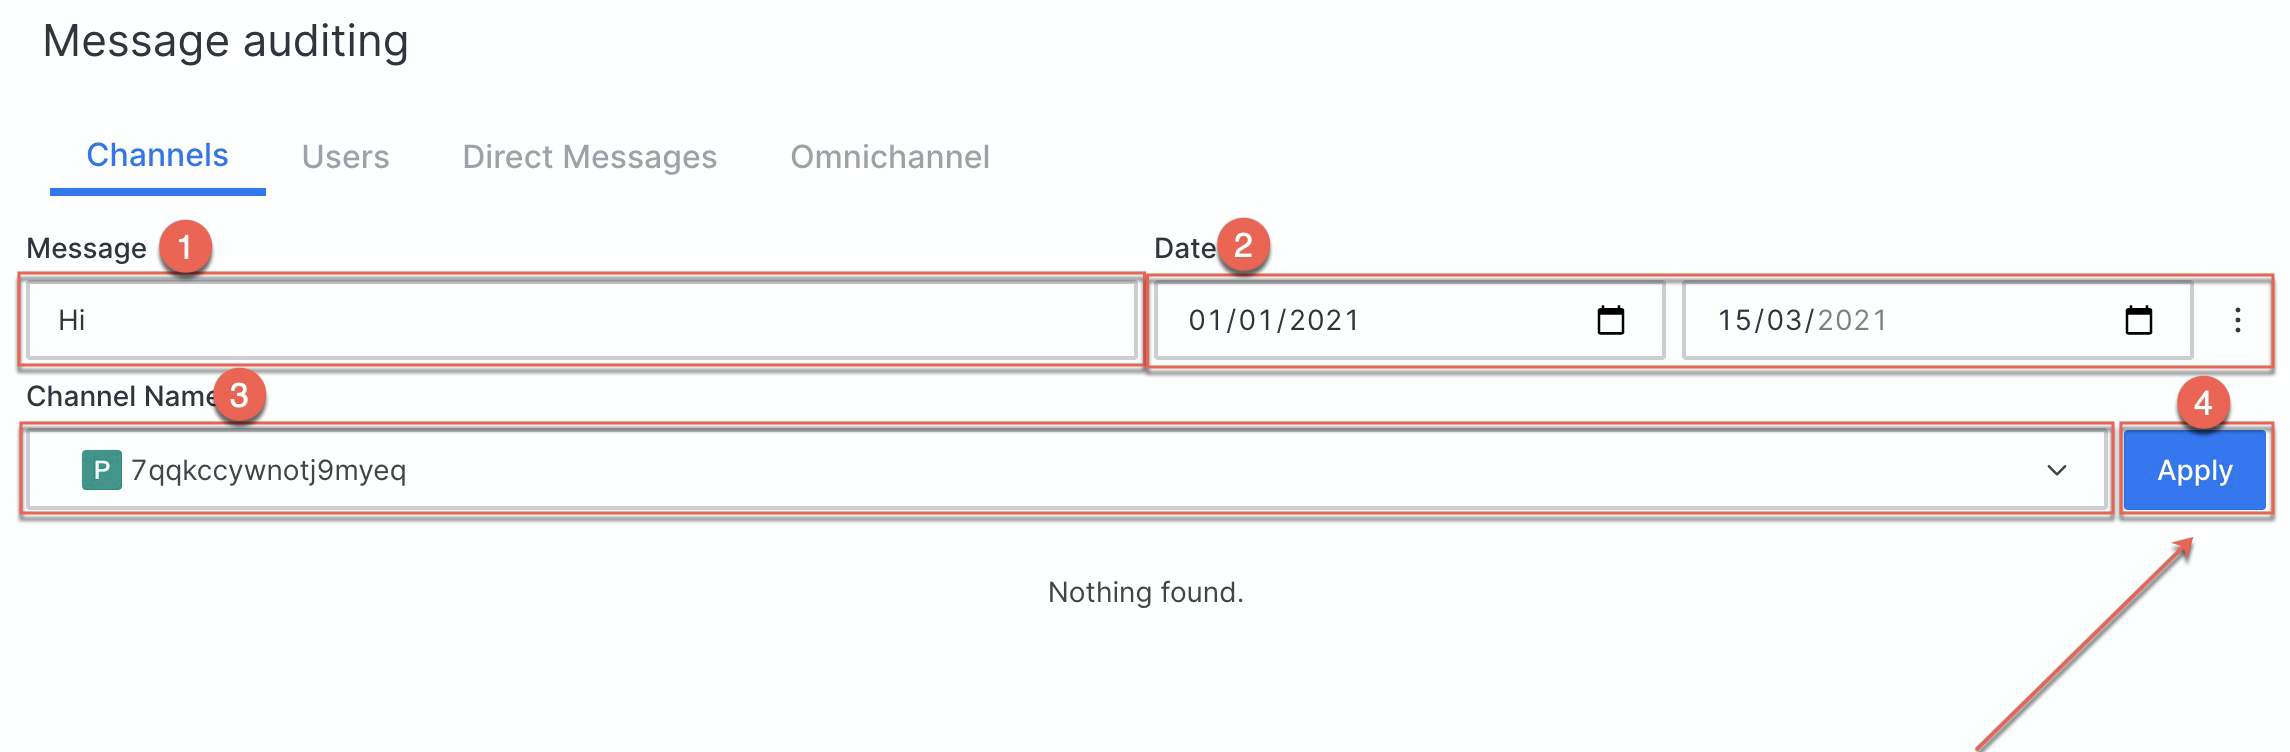 Message auditing
Channels Users Direct Messages Omnichannel
Message 1 Date 2
Hi 01/01/2021 15/03/2021
Channel Name 3 4
P 7qqkccywnotj9myeq Apply
Nothing found.